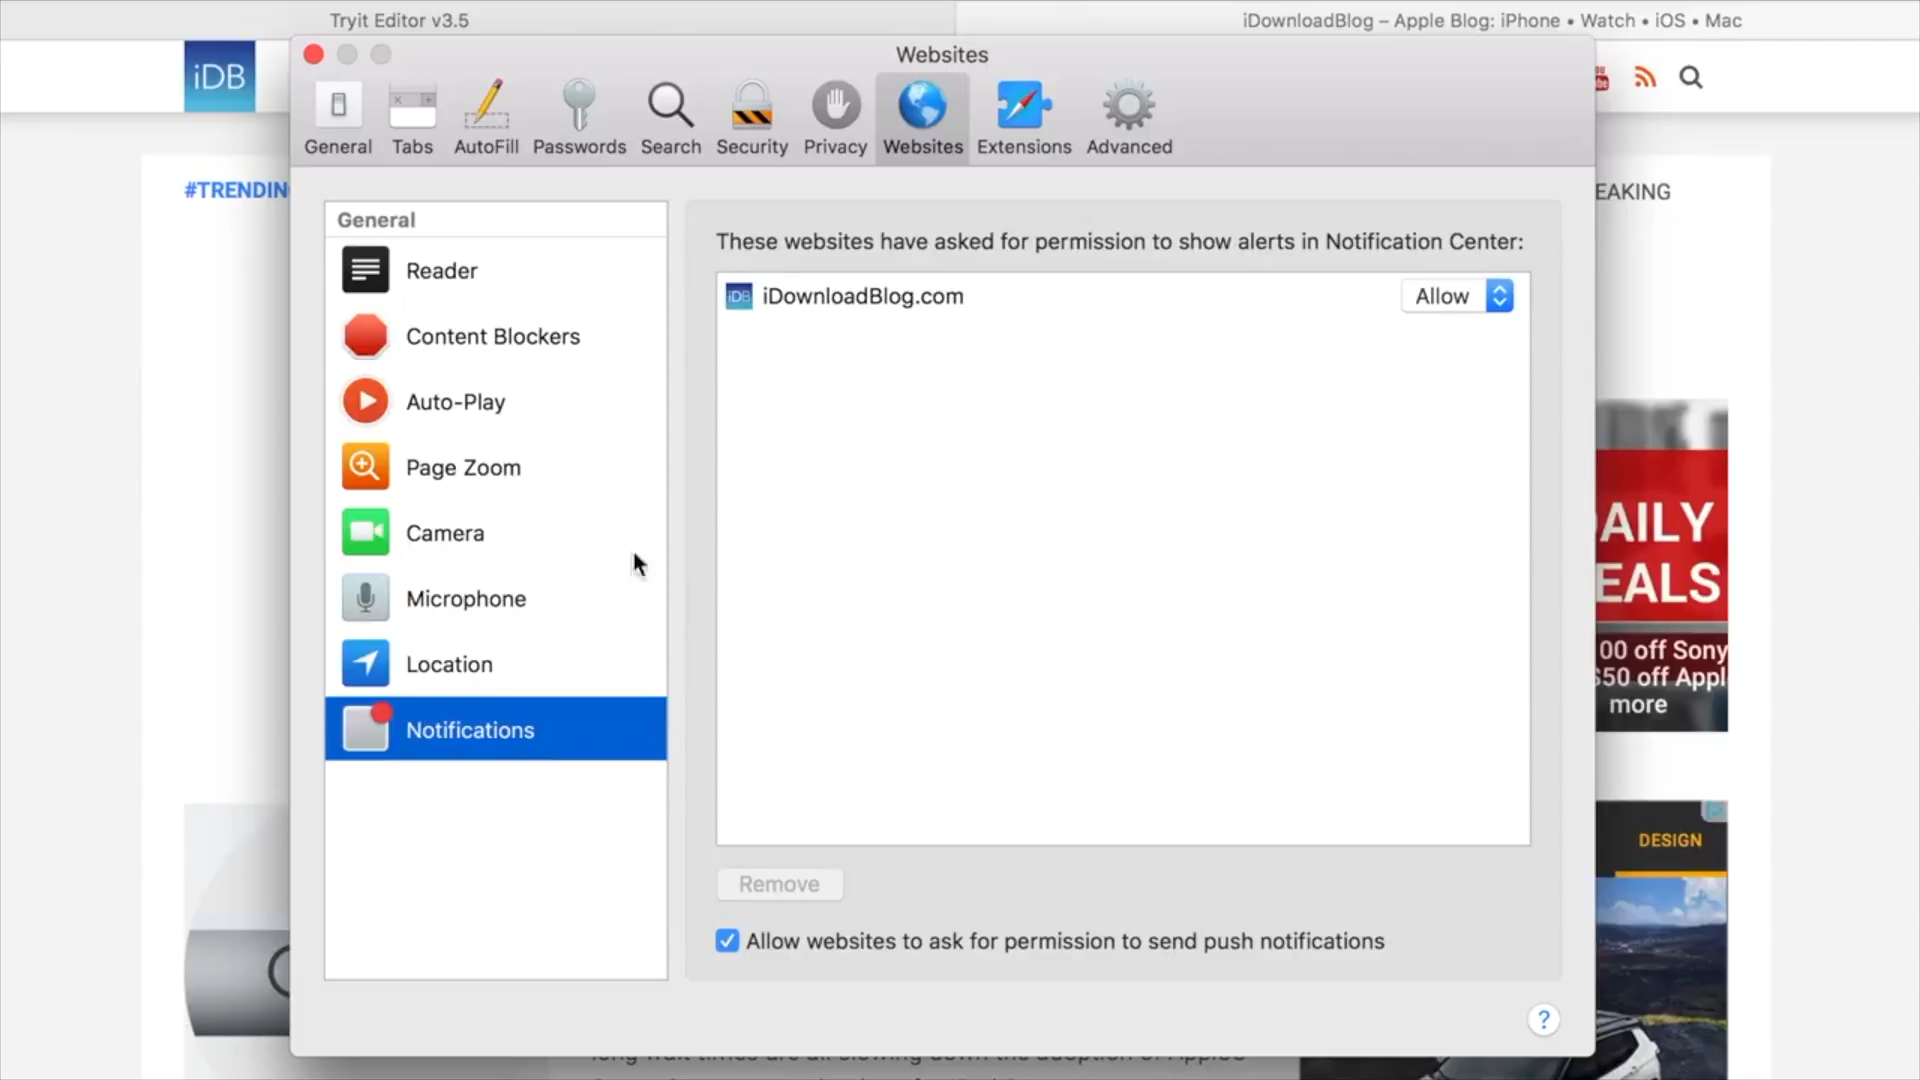 Tryit Editor v3.5
iDownloadBlog – Apple Blog: iPhone • Watch • iOS • Mac
iDB
Websites
General
Tabs
AutoFill
Passwords
Search
Security
Privacy
Websites
Extensions
Advanced
#TRENDIN
EAKING
General
Reader
Content Blockers
Auto-Play
Page Zoom
Camera
Microphone
Location
Notifications
These websites have asked for permission to show alerts in Notification Center:
iDB iDownloadBlog.com
Allow
Remove
Allow websites to ask for permission to send push notifications
?
AILY
EALS
00 off Sony
$50 off Appl
more
DESIGN